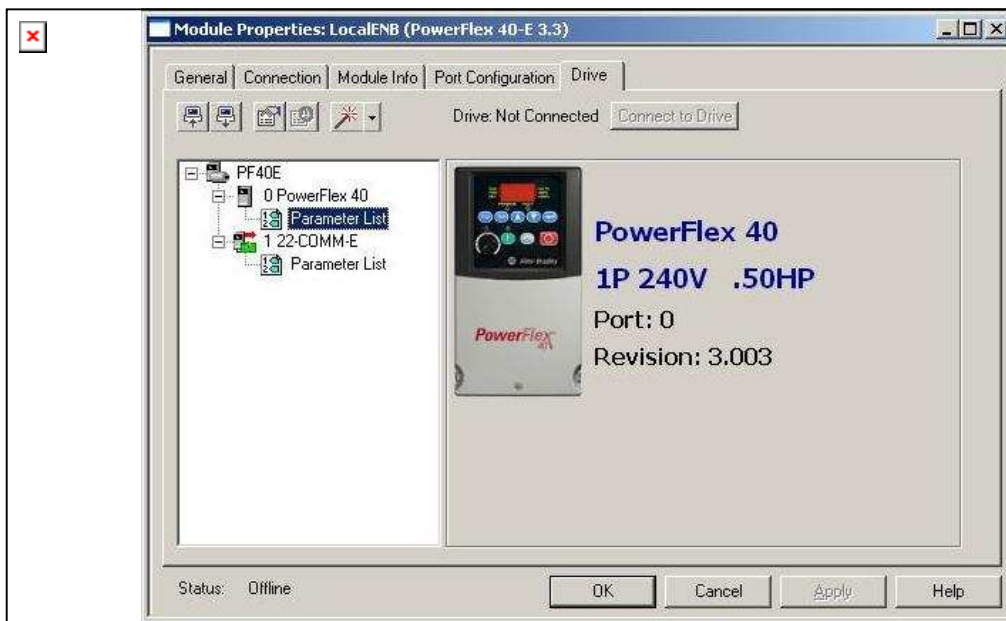 Module Properties: LocalENB (PowerFlex 40-E 3.3)
General Connection Module Info Port Configuration Drive
Drive: Not Connected Connect to Drive
PF40E
0 PowerFlex 40
Parameter List
1 22-COMM-E
Parameter List
PowerFlex
PowerFlex 40
1P 240V .50HP
Port: 0
Revision: 3.003
Status: Offline
OK Cancel Apply Help